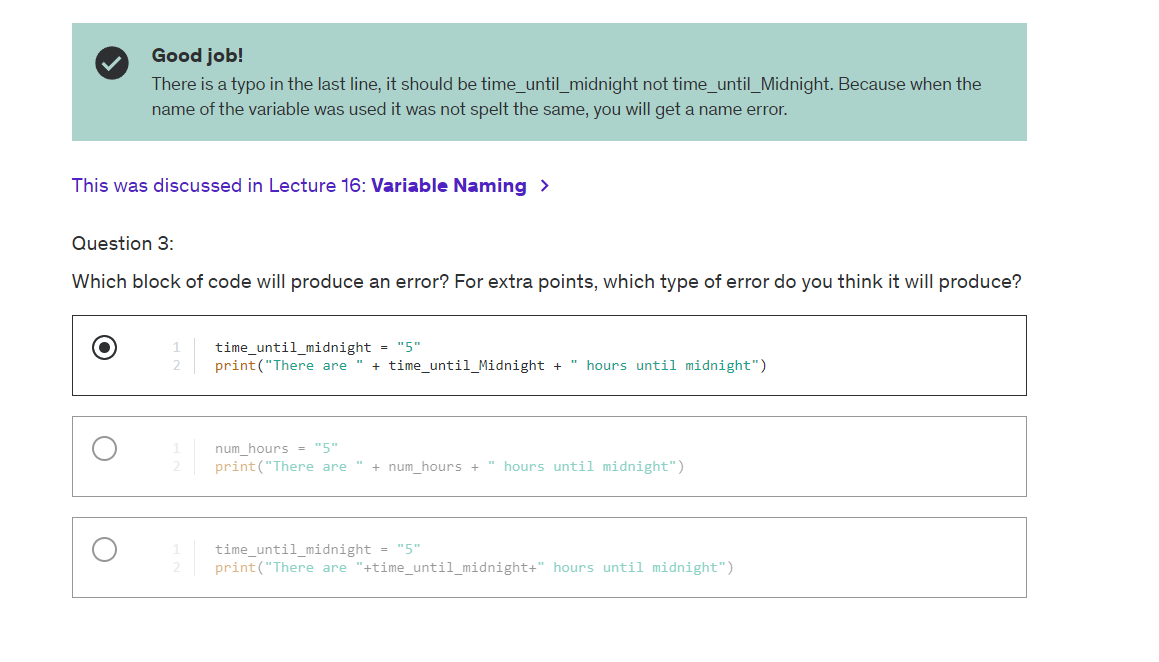 Good job!
There is a typo in the last line, it should be time_until_midnight not time_until_Midnight. Because when the
name of the variable was used it was not spelt the same, you will get a name error.
This was discussed in Lecture 16: Variable Naming >
Question 3:
Which block of code will produce an error? For extra points, which type of error do you think it will produce?
1 time_until_midnight = "5"
2 print("There are " + time_until_Midnight + " hours until midnight")
1 num_hours = "5"
2 print("There are " + num_hours + " hours until midnight")
1 time_until_midnight = "5"
2 print("There are "+time_until_midnight+" hours until midnight")